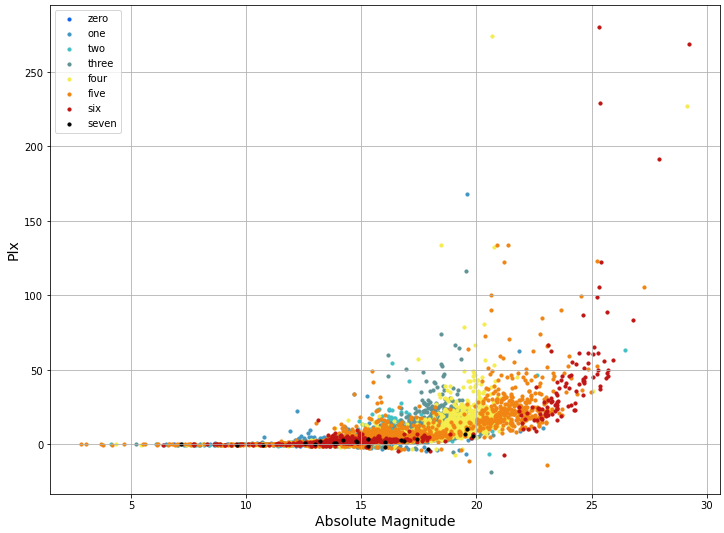 zero
one
two
three
four
five
six
seven
250
200
150
100
50
0
Plx
5
10
15
20
25
30
Absolute Magnitude